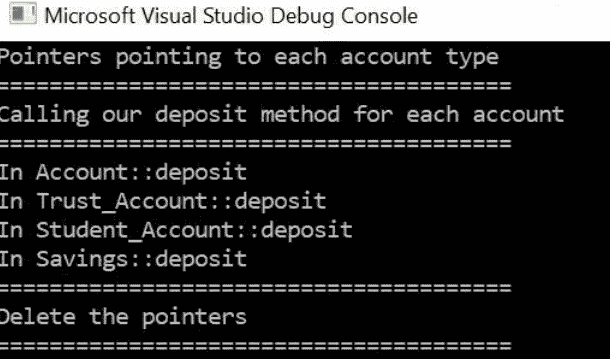 Microsoft Visual Studio Debug Console
Pointers pointing to each account type
=======================================
Calling our deposit method for each account
=======================================
In Account::deposit
In Trust_Account::deposit
In Student_Account::deposit
In Savings::deposit
=======================================
Delete the pointers
=======================================